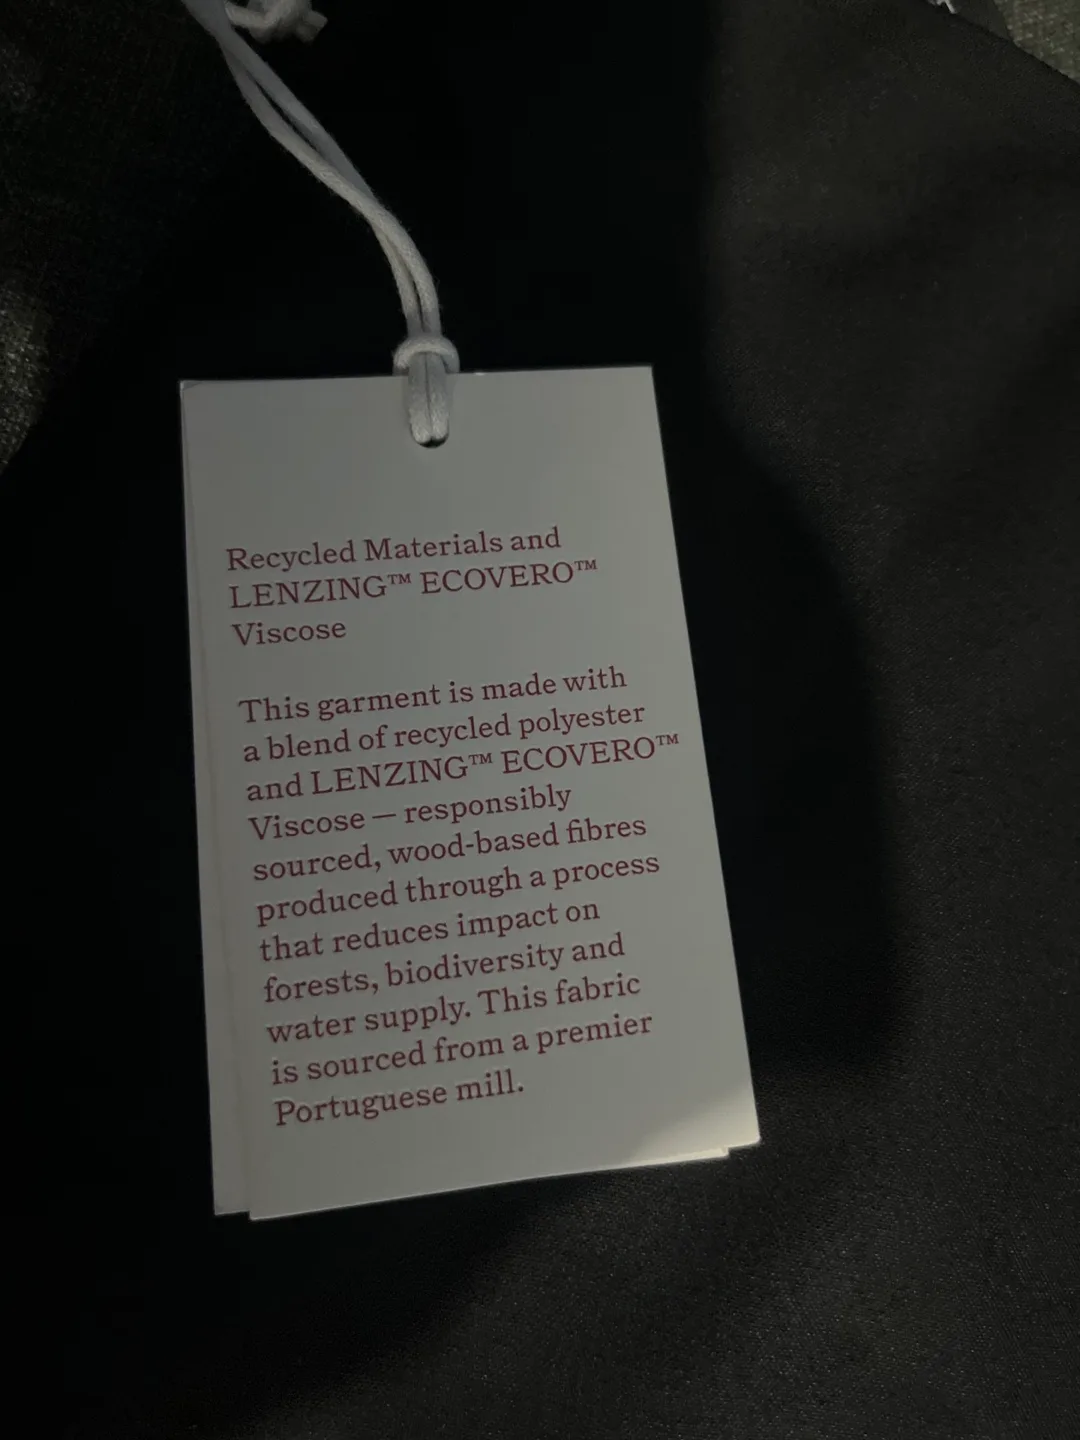 Recycled Materials and
LENZING™ ECOVERO™
Viscose
This garment is made with
a blend of recycled polyester
and LENZING™ ECOVERO™
Viscose — responsibly
sourced, wood-based fibres
produced through a process
that reduces impact on
forests, biodiversity and
water supply. This fabric
is sourced from a premier
Portuguese mill.